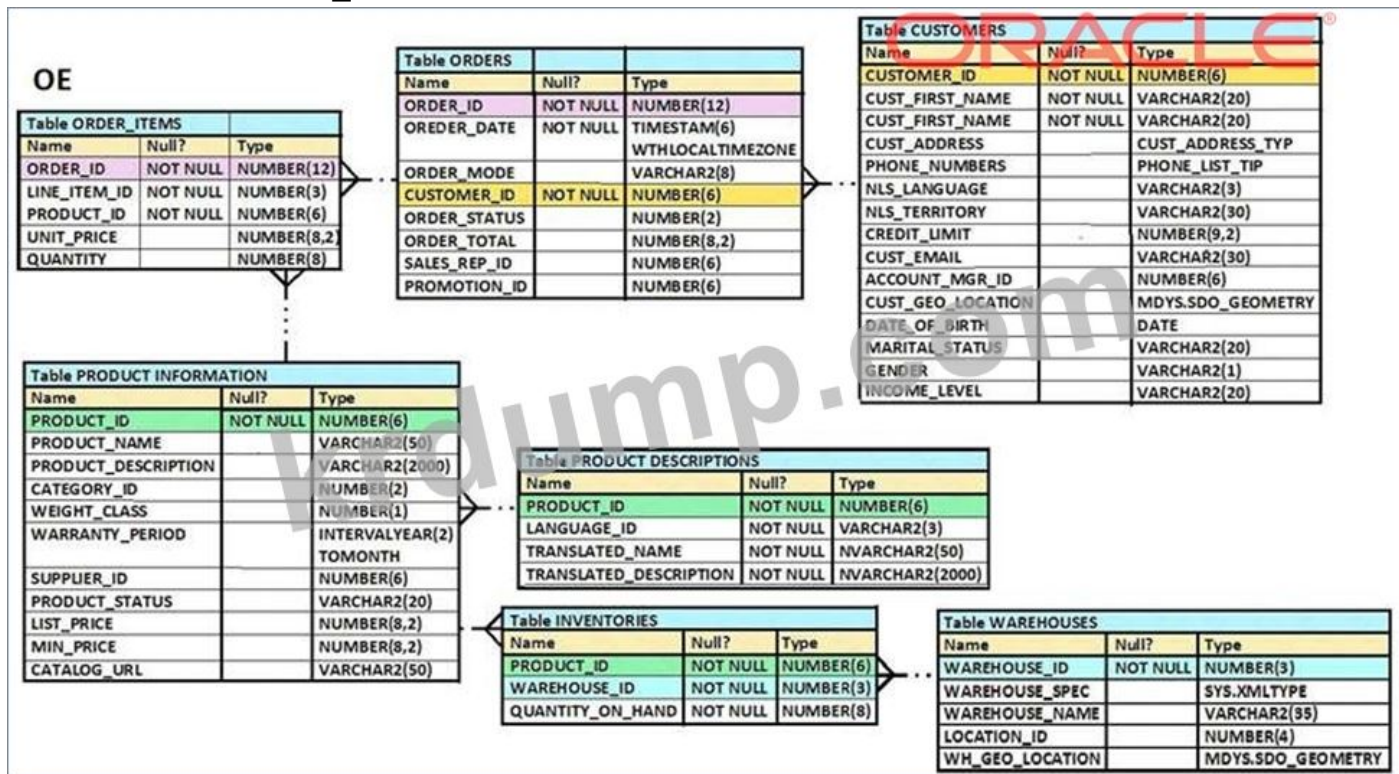 ORACLE®
OE
Table ORDER_ITEMS
Name Null? Type
ORDER_ID NOT NULL NUMBER(12)
LINE_ITEM_ID NOT NULL NUMBER(3)
PRODUCT_ID NOT NULL NUMBER(6)
UNIT_PRICE NUMBER(8,2)
QUANTITY NUMBER(8)
Table ORDERS
Name Null? Type
ORDER_ID NOT NULL NUMBER(12)
OREDER_DATE NOT NULL TIMESTAM(6)
WTHLOCALTIMEZONE
ORDER_MODE VARCHAR2(8)
CUSTOMER_ID NOT NULL NUMBER(6)
ORDER_STATUS NUMBER(2)
ORDER_TOTAL NUMBER(8,2)
SALES_REP_ID NUMBER(6)
PROMOTION_ID NUMBER(6)
Table CUSTOMERS
Name Null? Type
CUSTOMER_ID NOT NULL NUMBER(6)
CUST_FIRST_NAME NOT NULL VARCHAR2(20)
CUST_FIRST_NAME NOT NULL VARCHAR2(20)
CUST_ADDRESS CUST_ADDRESS_TYP
PHONE_NUMBERS PHONE_LIST_TIP
NLS_LANGUAGE VARCHAR2(3)
NLS_TERRITORY VARCHAR2(30)
CREDIT_LIMIT NUMBER(9,2)
CUST_EMAIL VARCHAR2(30)
ACCOUNT_MGR_ID NUMBER(6)
CUST_GEO_LOCATION MDYS.SDO_GEOMETRY
DATE_OF_BIRTH DATE
MARITAL_STATUS VARCHAR2(20)
GENDER VARCHAR2(1)
INCOME_LEVEL VARCHAR2(20)
Table PRODUCT INFORMATION
Name Null? Type
PRODUCT_ID NOT NULL NUMBER(6)
PRODUCT_NAME VARCHAR2(50)
PRODUCT_DESCRIPTION VARCHAR2(2000)
CATEGORY_ID NUMBER(2)
WEIGHT_CLASS NUMBER(1)
WARRANTY_PERIOD INTERVALYEAR(2)
TOMONTH
SUPPLIER_ID NUMBER(6)
PRODUCT_STATUS VARCHAR2(20)
LIST_PRICE NUMBER(8,2)
MIN_PRICE NUMBER(8,2)
CATALOG_URL VARCHAR2(50)
Table PRODUCT DESCRIPTIONS
Name Null? Type
PRODUCT_ID NOT NULL NUMBER(6)
LANGUAGE_ID NOT NULL VARCHAR2(3)
TRANSLATED_NAME NOT NULL NVARCHAR2(50)
TRANSLATED_DESCRIPTION NOT NULL NVARCHAR2(2000)
Table INVENTORIES
Name Null? Type
PRODUCT_ID NOT NULL NUMBER(6)
WAREHOUSE_ID NOT NULL NUMBER(3)
QUANTITY_ON_HAND NOT NULL NUMBER(8)
Table WAREHOUSES
Name Null? Type
WAREHOUSE_ID NOT NULL NUMBER(3)
WAREHOUSE_SPEC SYS.XMLTYPE
WAREHOUSE_NAME VARCHAR2(35)
LOCATION_ID NUMBER(4)
WH_GEO_LOCATION MDYS.SDO_GEOMETRY
krdump.com